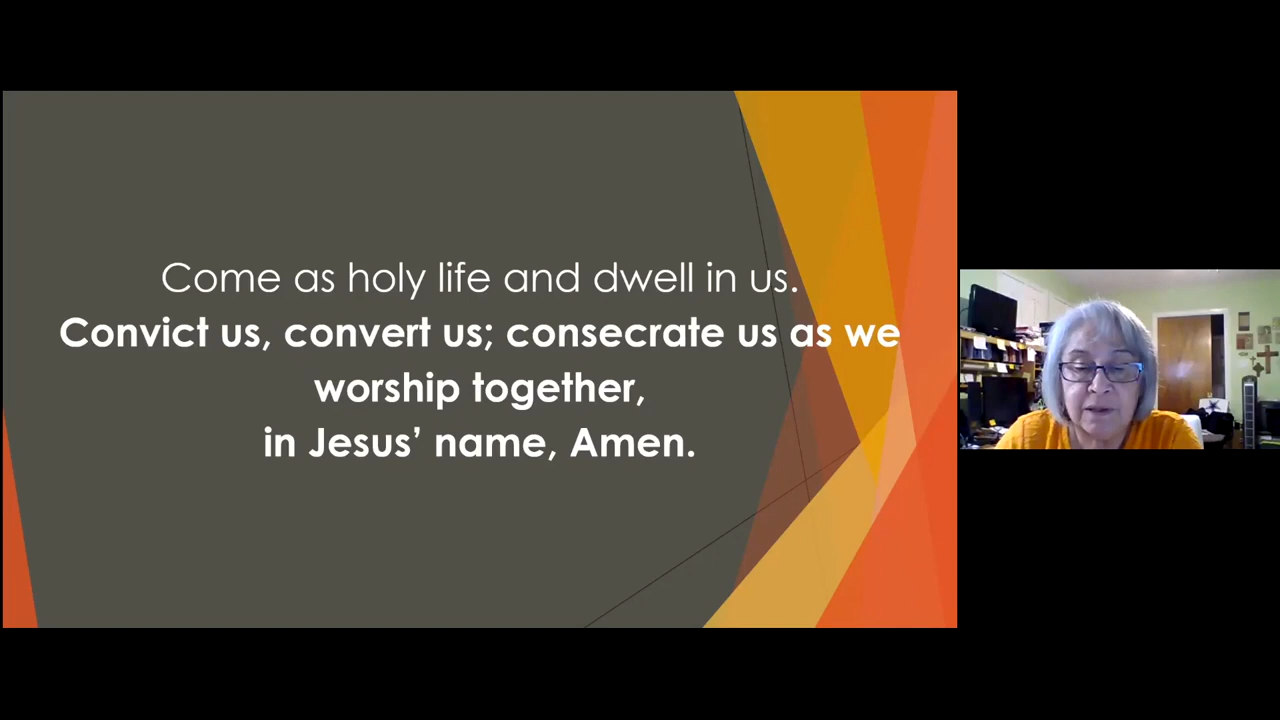 Come as holy life and dwell in us.
Convict us, convert us; consecrate us as we
worship together,
in Jesus’ name, Amen.